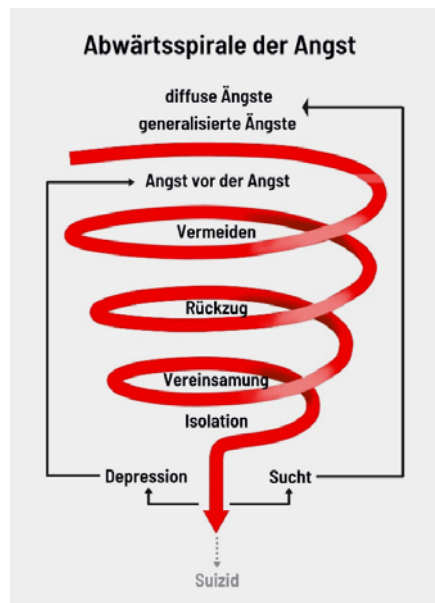 Abwärtsspirale der Angst
diffuse Ängste
generalisierte Ängste
Angst vor der Angst
Vermeiden
Rückzug
Vereinsamung
Isolation
Depression
Sucht
Suizid